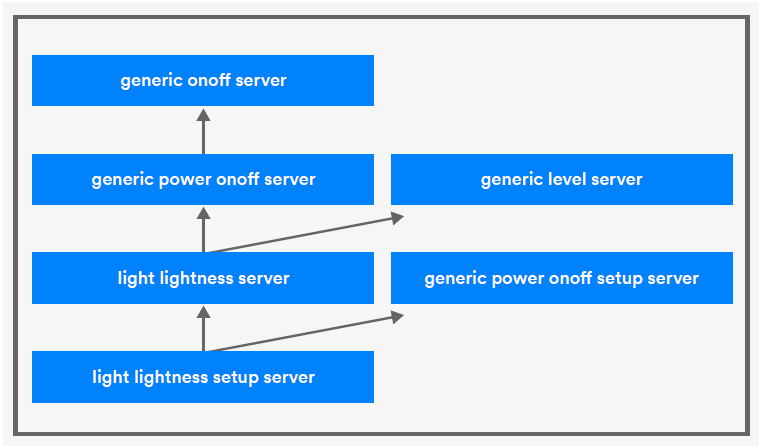 generic onoff server
generic power onoff server
generic level server
light lightness server
generic power onoff setup server
light lightness setup server